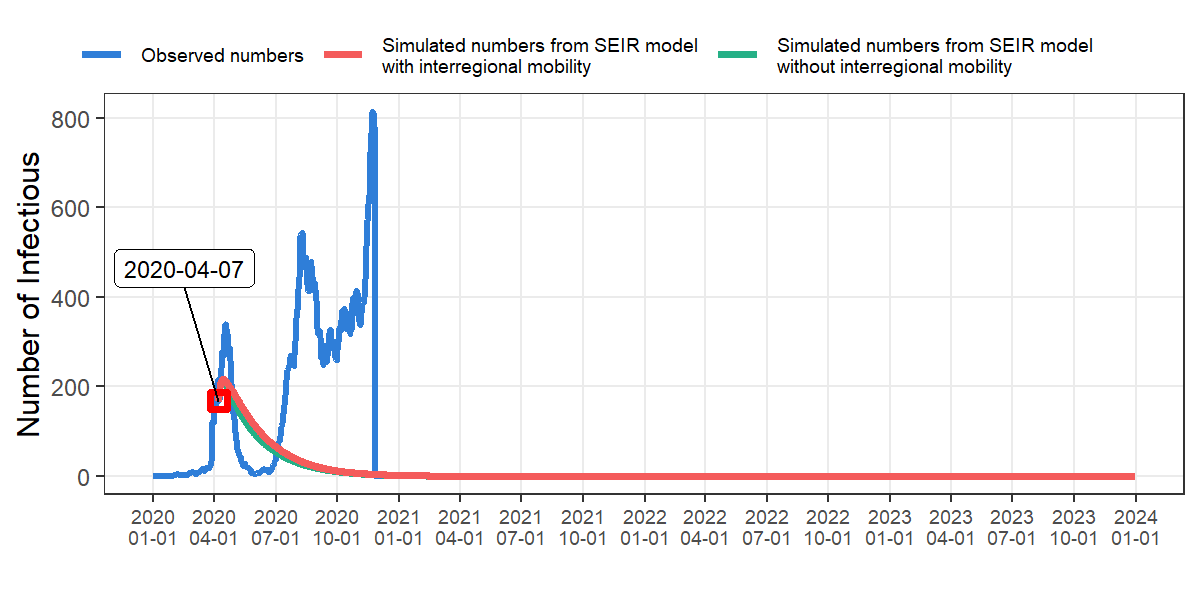 Observed numbers
Simulated numbers from SEIR model
with interregional mobility
Simulated numbers from SEIR model
without interregional mobility
Number of Infectious
800
600
400
200
0
2020-04-07
2020 2020 2020 2020 2021 2021 2021 2021 2022 2022 2022 2022 2023 2023 2023 2023 2024
01-01 04-01 07-01 10-01 01-01 04-01 07-01 10-01 01-01 04-01 07-01 10-01 01-01 04-01 07-01 10-01 01-01